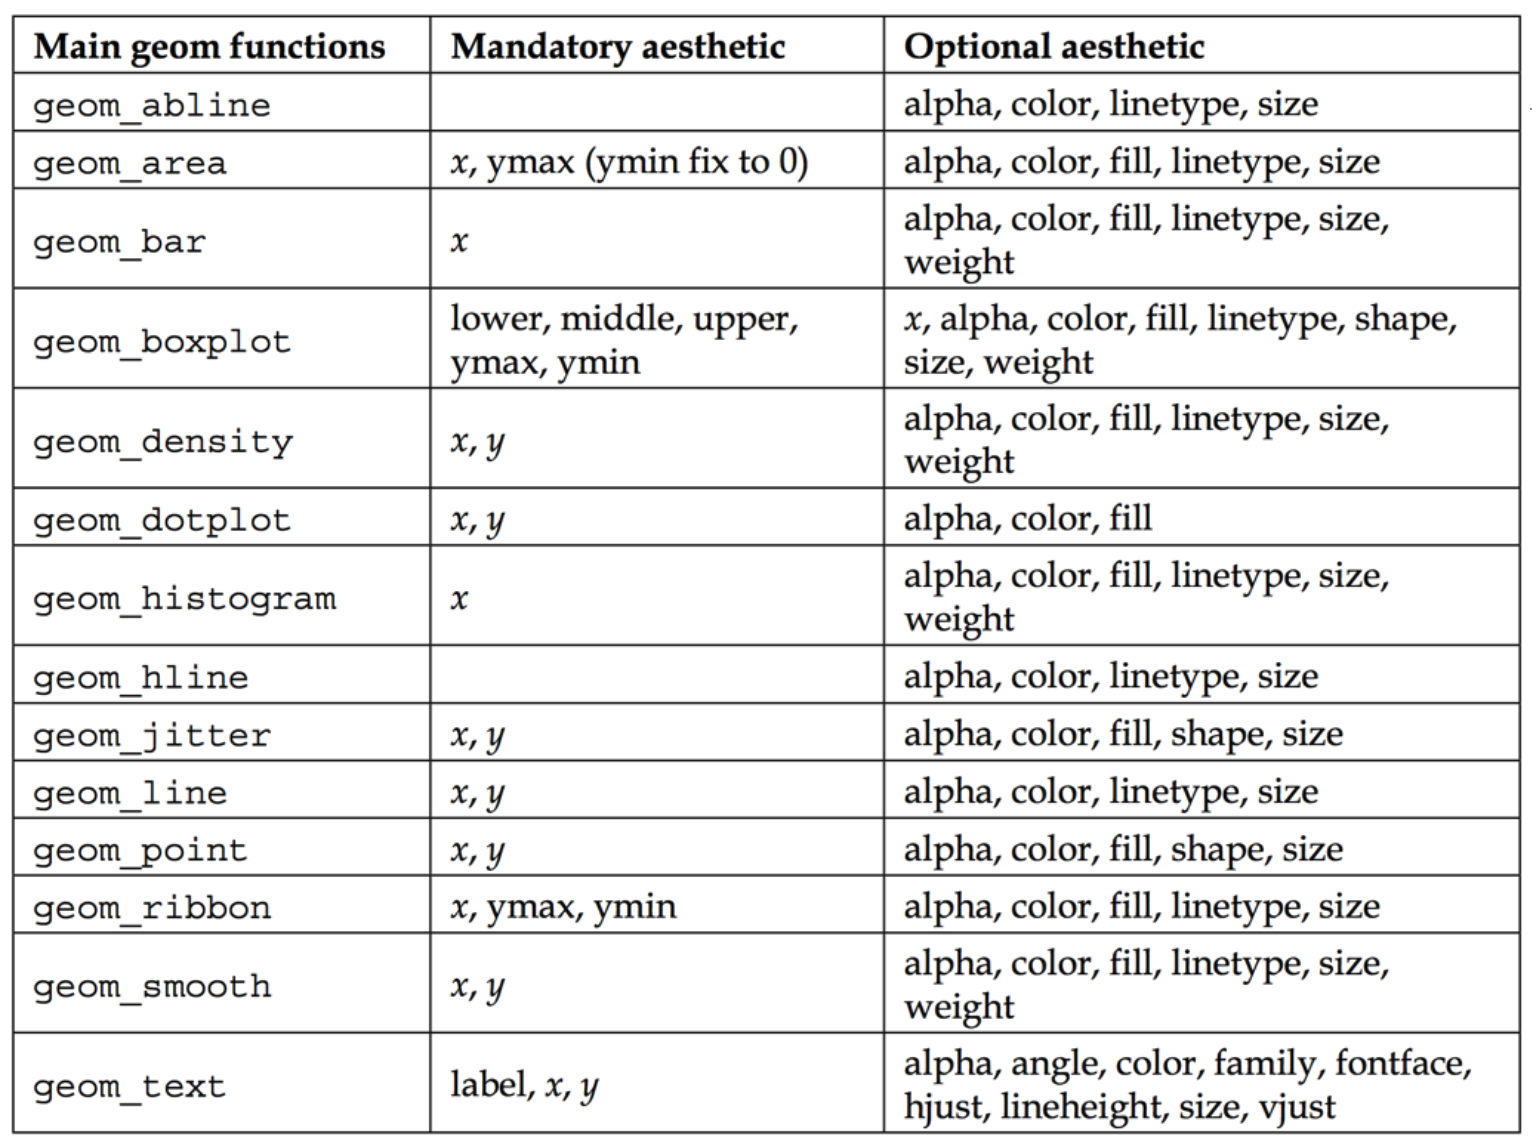 Main geom functions Mandatory aesthetic Optional aesthetic
geom_abline alpha, color, linetype, size
geom_area x, ymax (ymin fix to 0) alpha, color, fill, linetype, size
geom_bar x alpha, color, fill, linetype, size,
weight
geom_boxplot lower, middle, upper, x, alpha, color, fill, linetype, shape,
ymax, ymin size, weight
geom_density x, y alpha, color, fill, linetype, size,
weight
geom_dotplot x, y alpha, color, fill
geom_histogram x alpha, color, fill, linetype, size,
weight
geom_hline alpha, color, linetype, size
geom_jitter x, y alpha, color, fill, shape, size
geom_line x, y alpha, color, linetype, size
geom_point x, y alpha, color, fill, shape, size
geom_ribbon x, ymax, ymin alpha, color, fill, linetype, size
geom_smooth x, y alpha, color, fill, linetype, size,
weight
geom_text label, x, y alpha, angle, color, family, fontface,
hjust, lineheight, size, vjust